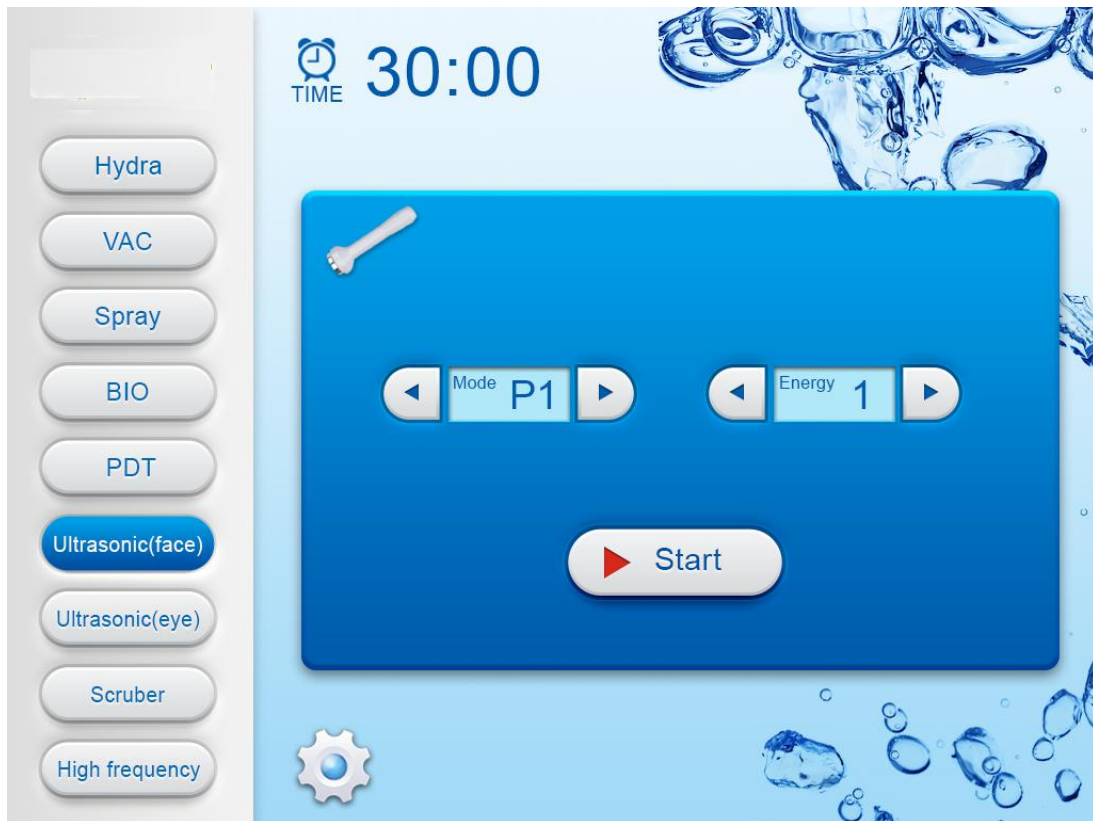 TIME 30:00
Hydra
VAC
Spray
BIO
PDT
Ultrasonic(face)
Ultrasonic(eye)
Scruber
High frequency
Mode P1
Energy 1
Start